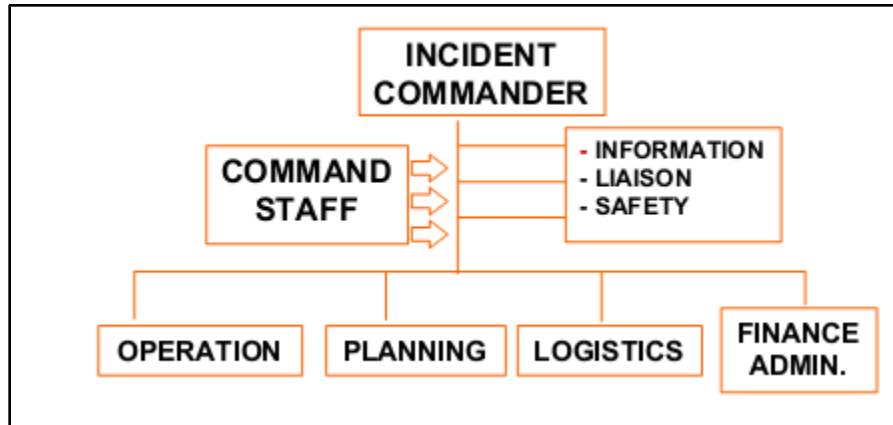 INCIDENT
COMMANDER
COMMAND
STAFF
- INFORMATION
- LIAISON
- SAFETY
OPERATION
PLANNING
LOGISTICS
FINANCE
ADMIN.